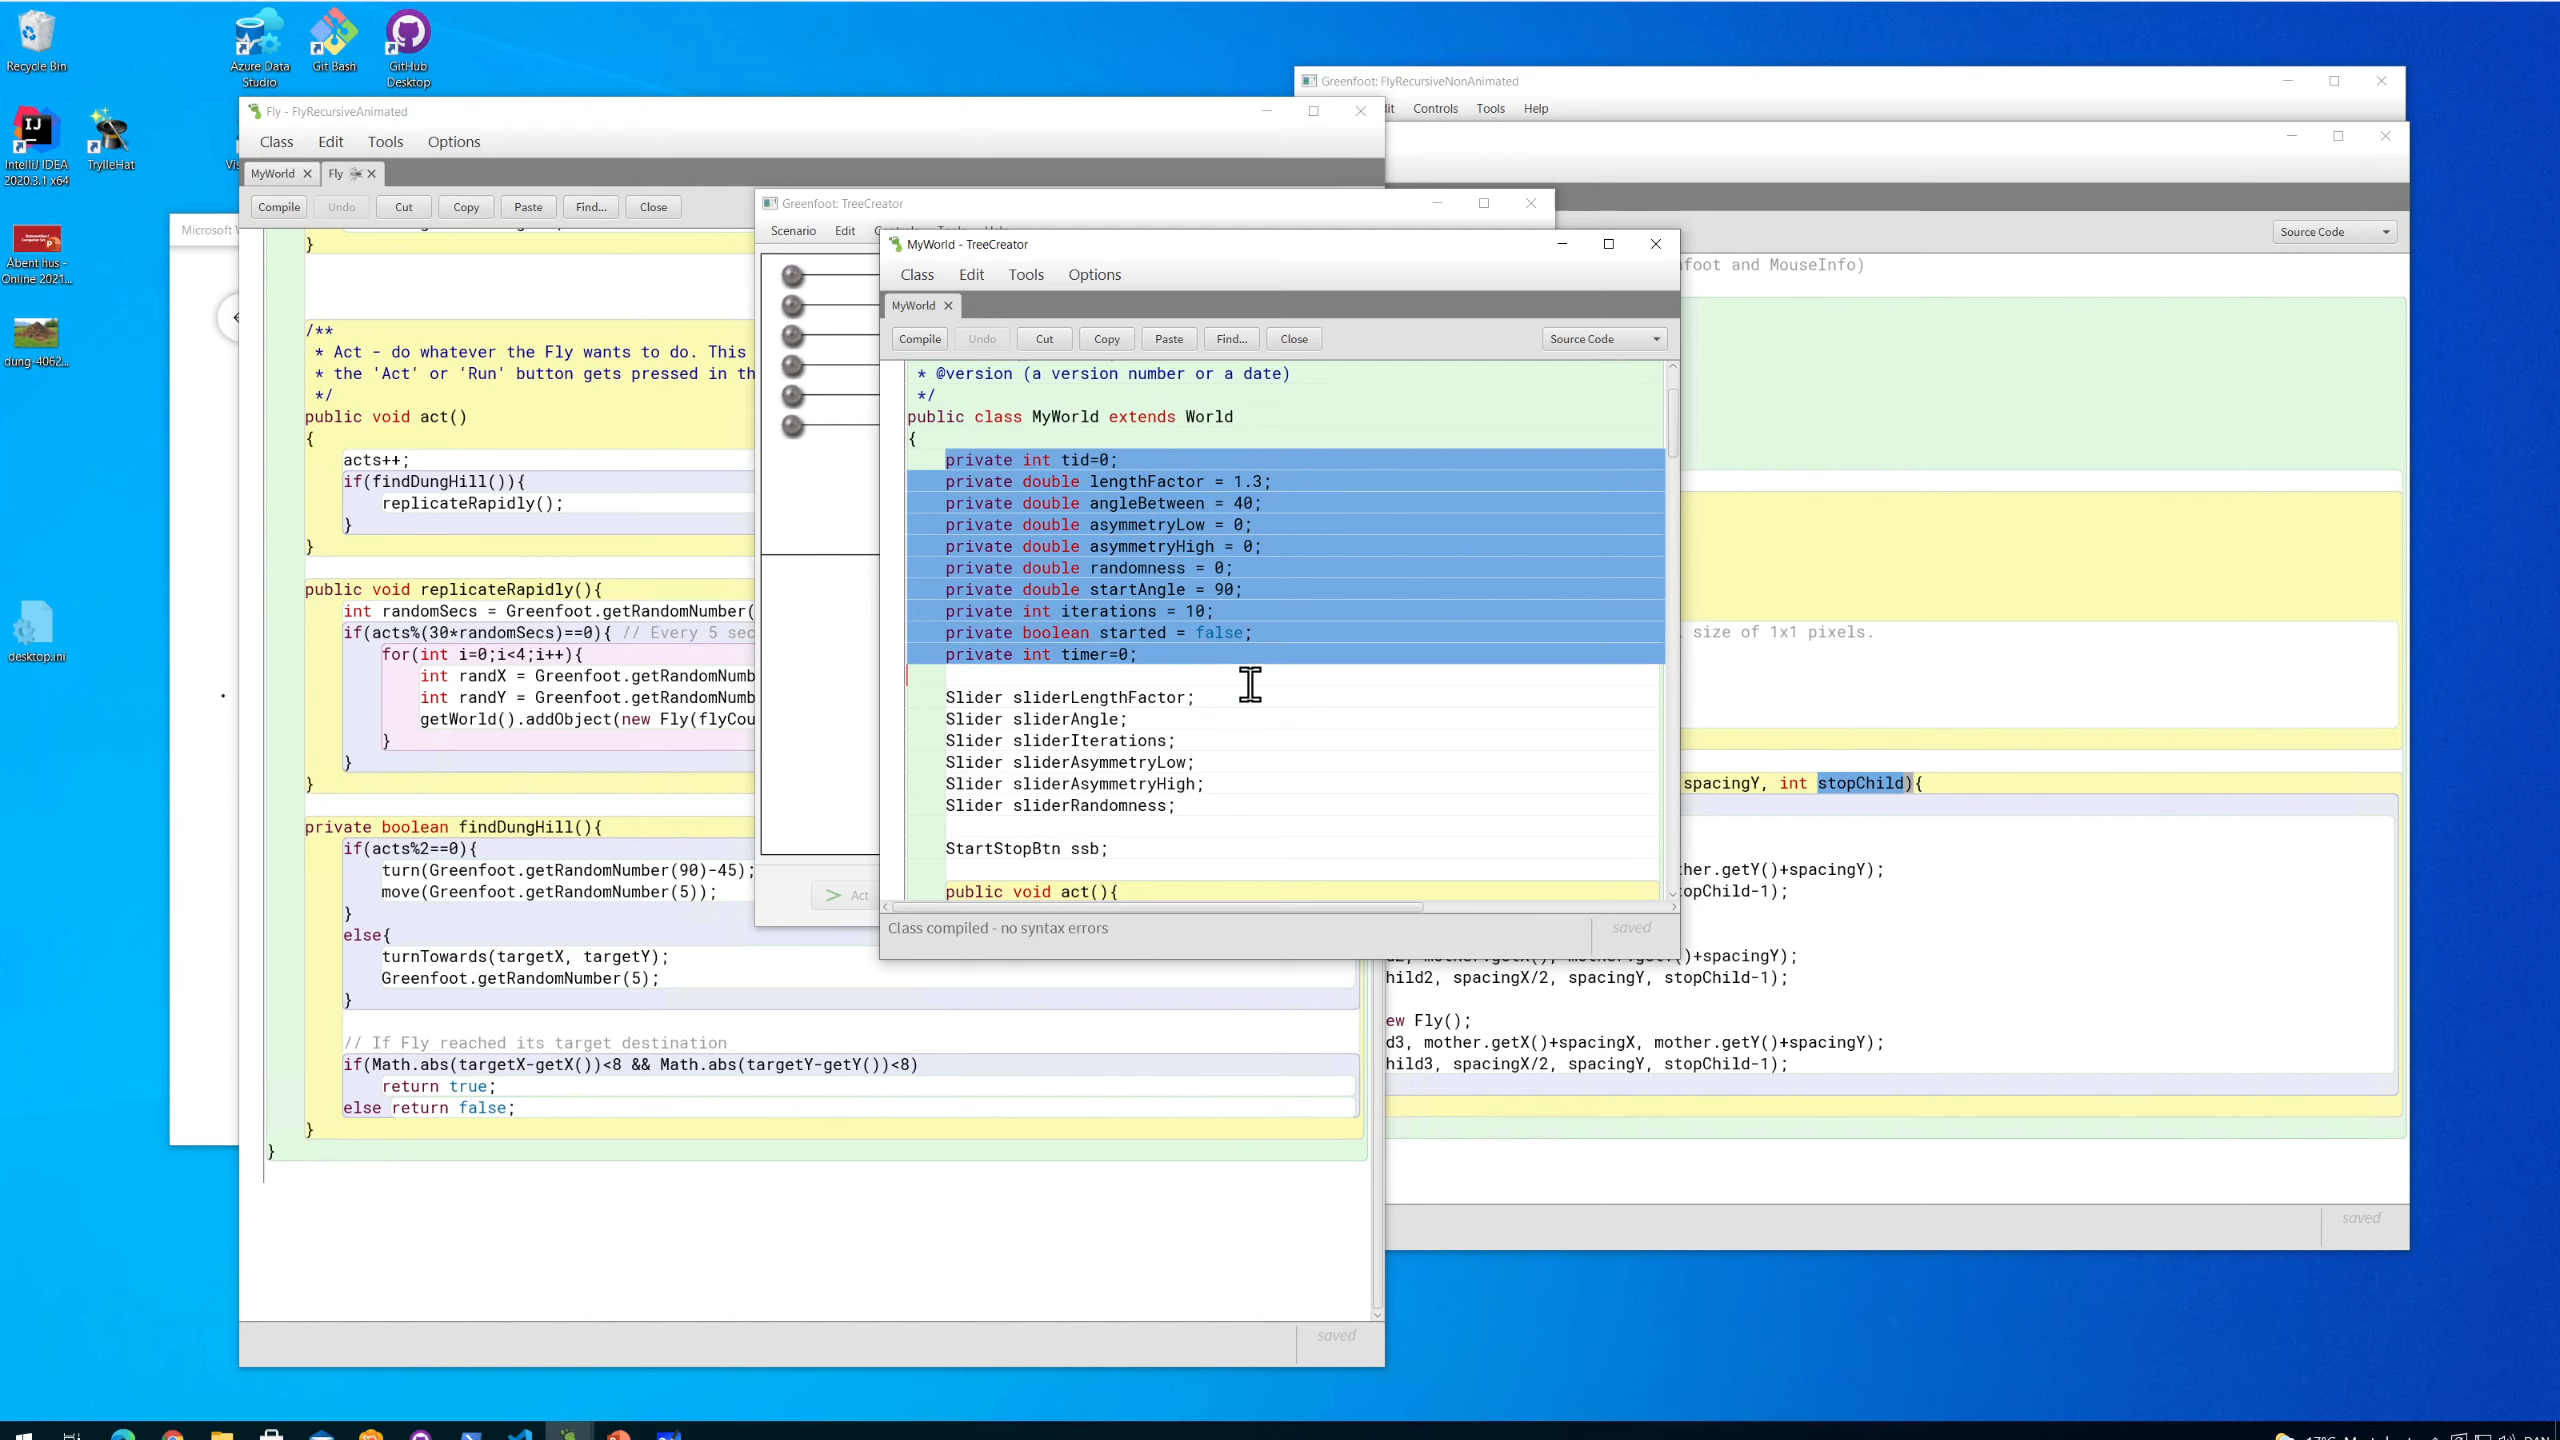 Recycle Bin
Azure Data
Studio
Git Bash
GitHub
Desktop
IntelliJ IDEA
2020.3.1 x64
TrylleHat
Åbent hus -
Online 2021...
dung-4062...
desktop.ini
Microsoft
Greenfoot: FlyRecursiveNonAnimated
Controls
Tools
Help
Source Code
foot and MouseInfo)
size of 1x1 pixels.
spacingY, int stopChild){
ther.getY()+spacingY);
topChild-1);
)+spacingY);
hild2, spacingX/2, spacingY, stopChild-1);
ew Fly();
d3, mother.getX()+spacingX, mother.getY()+spacingY);
hild3, spacingX/2, spacingY, stopChild-1);
saved
Fly - FlyRecursiveAnimated
Class
Edit
Tools
Options
MyWorld
Fly
Compile
Undo
Cut
Copy
Paste
Find...
Close
}
/**
* Act - do whatever the Fly wants to do. This
* the 'Act' or 'Run' button gets pressed in th
*/
public void act()
{
acts++;
if(findDungHill()){
replicateRapidly();
}
}
public void replicateRapidly(){
int randomSecs = Greenfoot.getRandomNumber(
if(acts%(30*randomSecs)==0){ // Every 5 sec
for(int i=0;i<4;i++){
int randX = Greenfoot.getRandomNumb
int randY = Greenfoot.getRandomNumb
getWorld().addObject(new Fly(flyCou
}
}
}
private boolean findDungHill(){
if(acts%2==0){
turn(Greenfoot.getRandomNumber(90)-45);
move(Greenfoot.getRandomNumber(5));
}
else{
turnTowards(targetX, targetY);
Greenfoot.getRandomNumber(5);
}
// If Fly reached its target destination
if(Math.abs(targetX-getX())<8 && Math.abs(targetY-getY())<8)
return true;
else return false;
}
}
saved
Greenfoot: TreeCreator
Scenario
Edit
Act
MyWorld - TreeCreator
Class
Edit
Tools
Options
MyWorld
Compile
Undo
Cut
Copy
Paste
Find...
Close
Source Code
* @version (a version number or a date)
*/
public class MyWorld extends World
{
private int tid=0;
private double lengthFactor = 1.3;
private double angleBetween = 40;
private double asymmetryLow = 0;
private double asymmetryHigh = 0;
private double randomness = 0;
private double startAngle = 90;
private int iterations = 10;
private boolean started = false;
private int timer=0;
Slider sliderLengthFactor;
Slider sliderAngle;
Slider sliderIterations;
Slider sliderAsymmetryLow;
Slider sliderAsymmetryHigh;
Slider sliderRandomness;
StartStopBtn ssb;
public void act(){
Class compiled - no syntax errors
saved